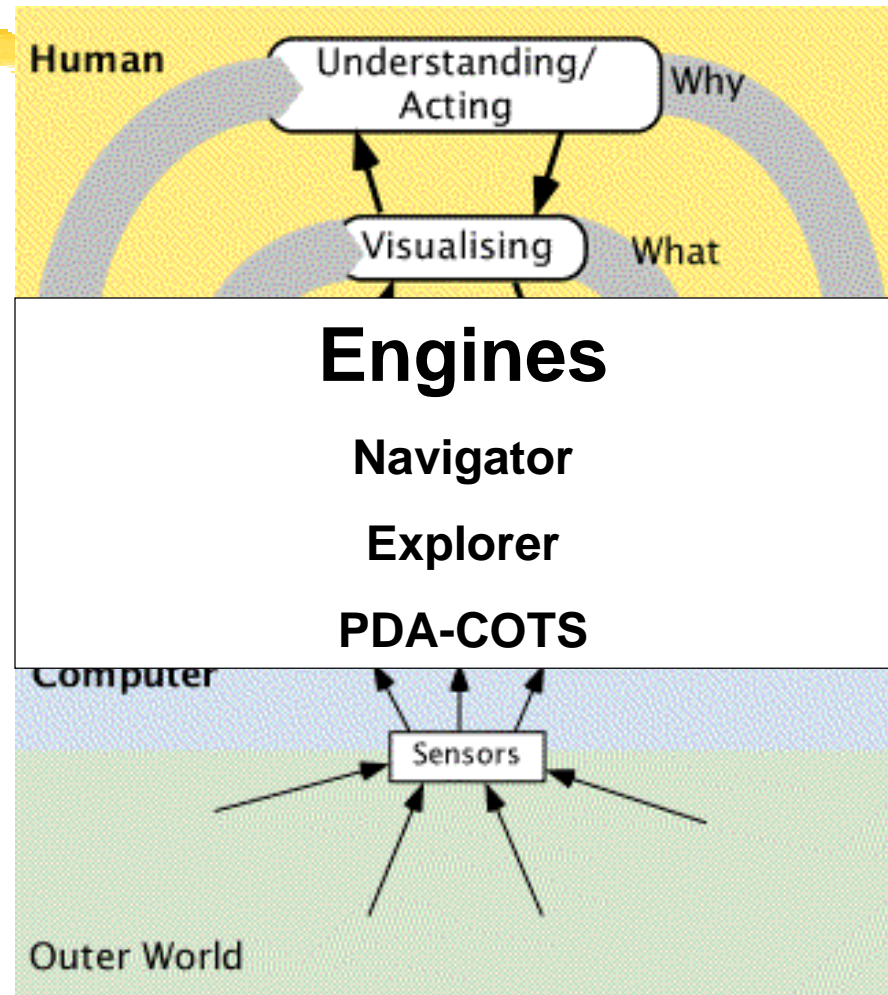 Human
Understanding/
Acting
Why
Visualising
What
Engines
Navigator
Explorer
PDA-COTS
Computer
Sensors
Outer World